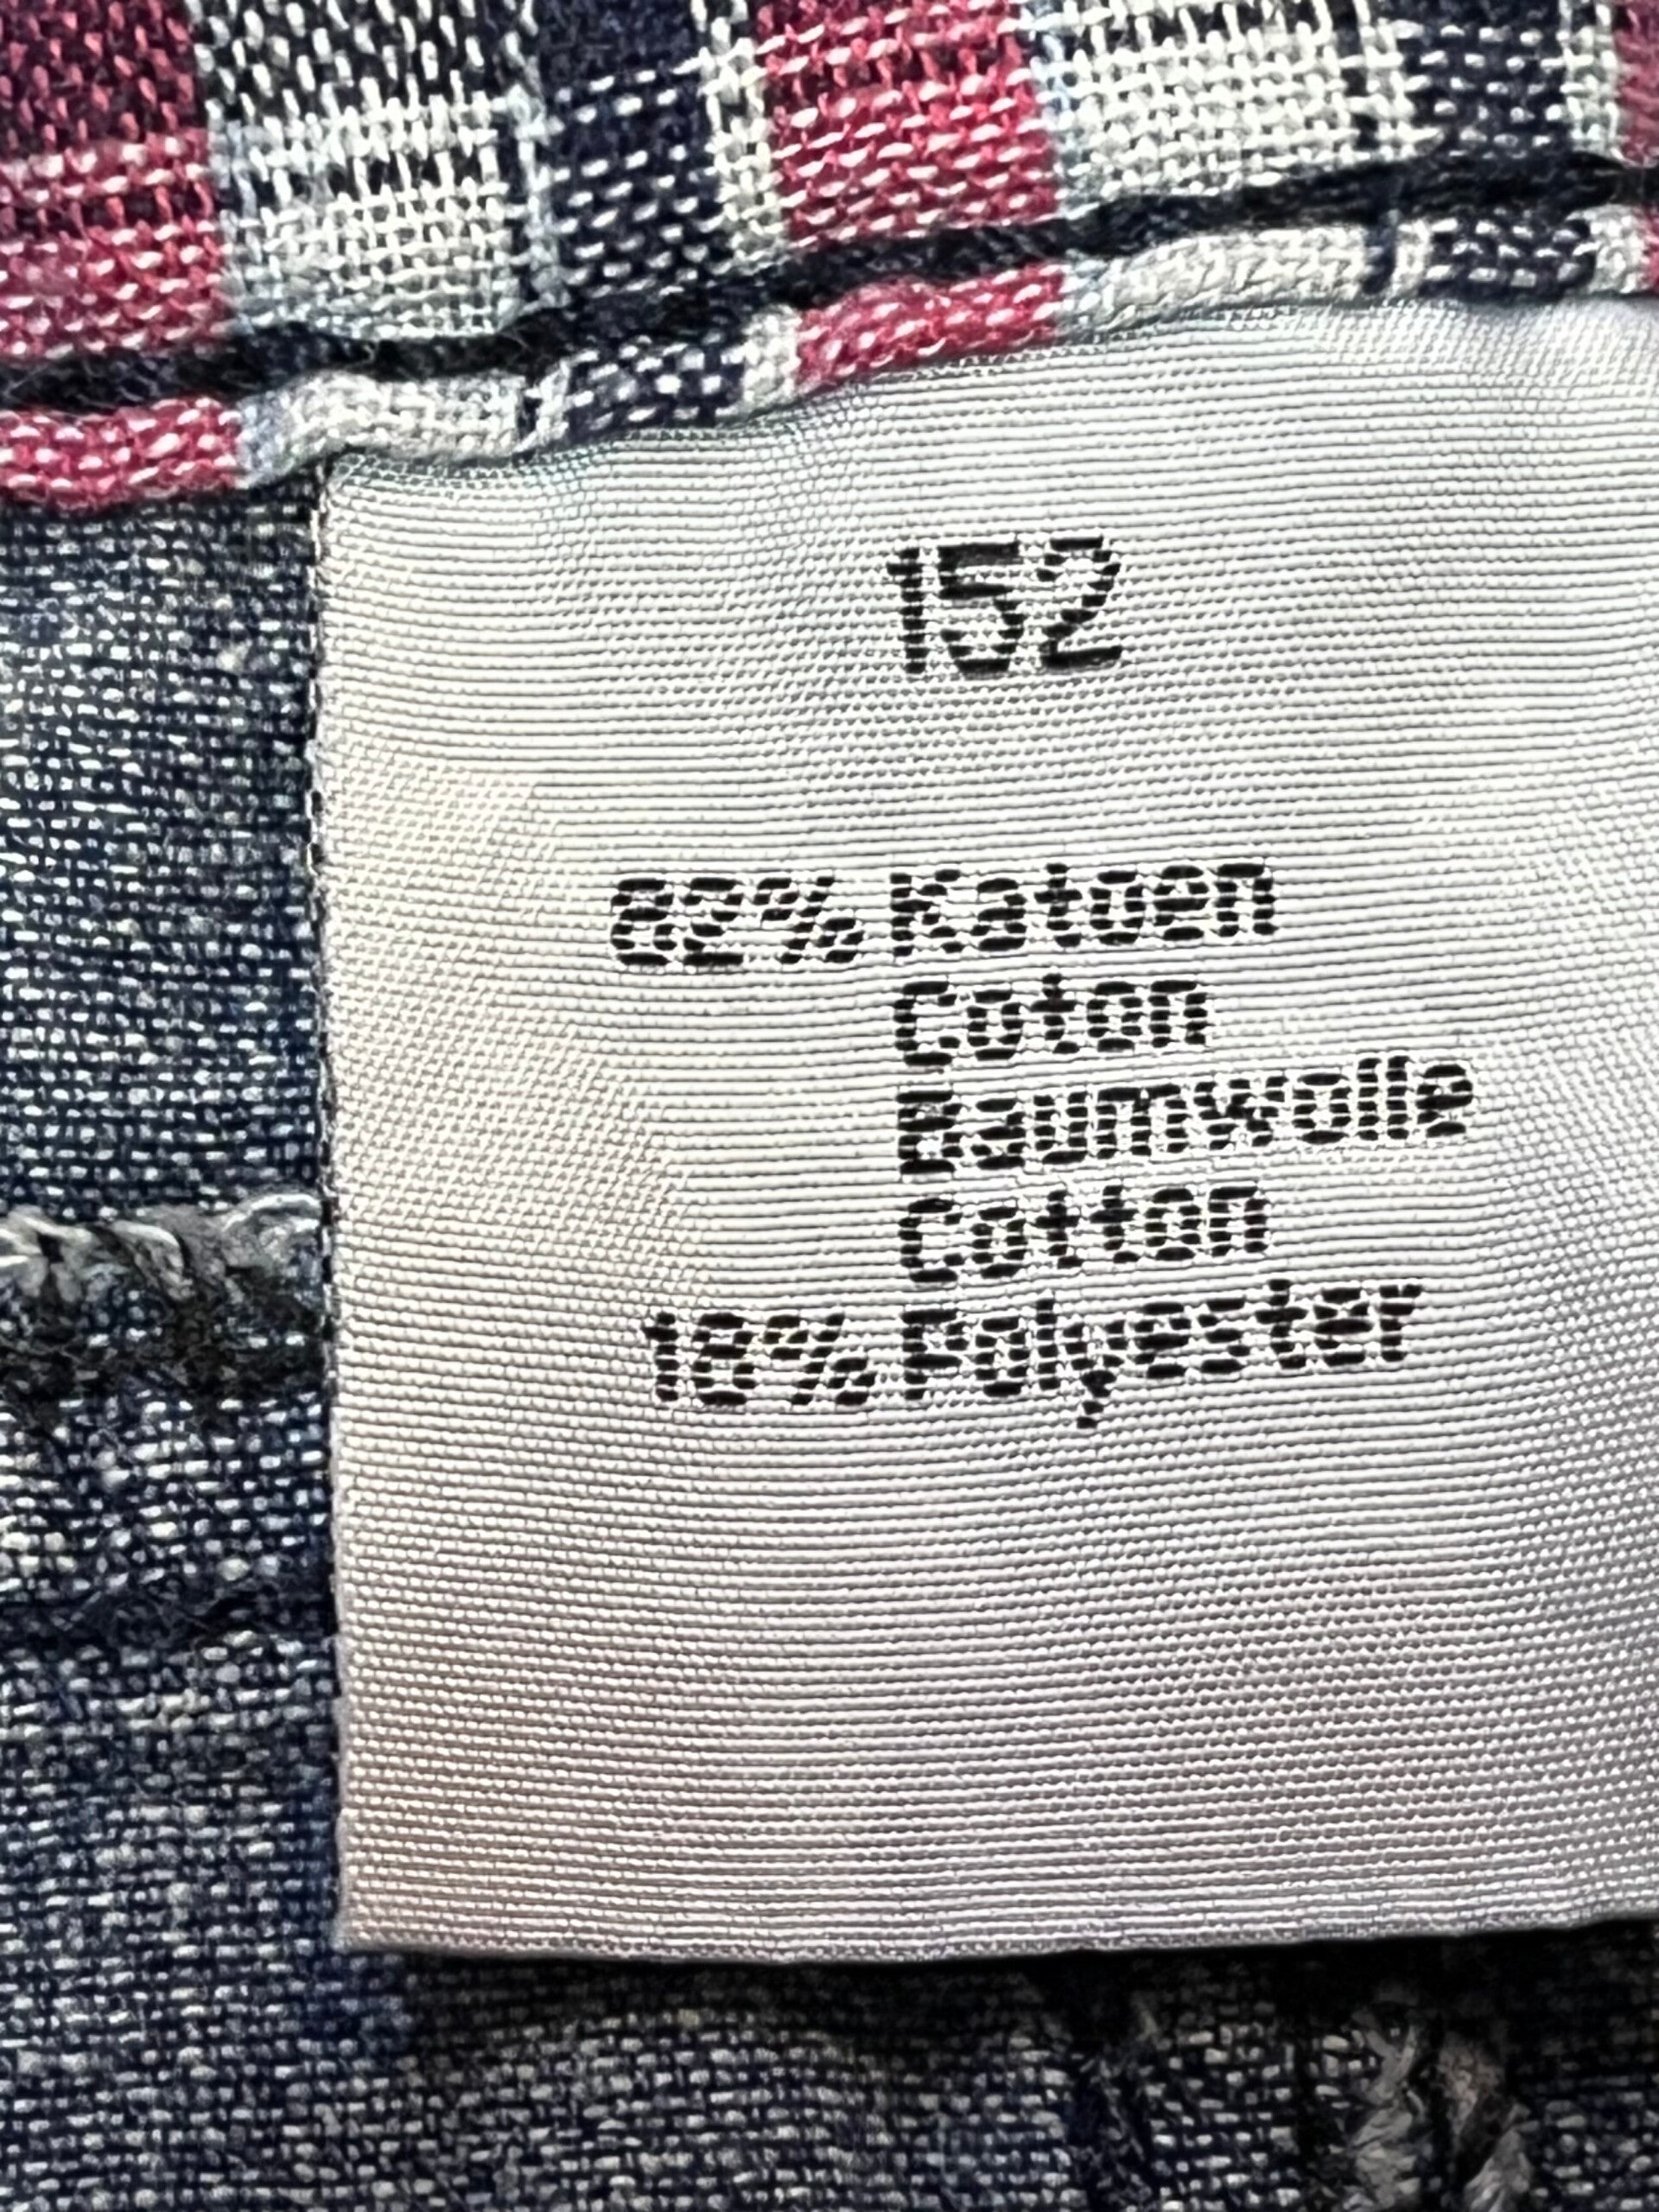 152
82% Katoen
Coton
Baumwolle
Cotton
18% Polyester